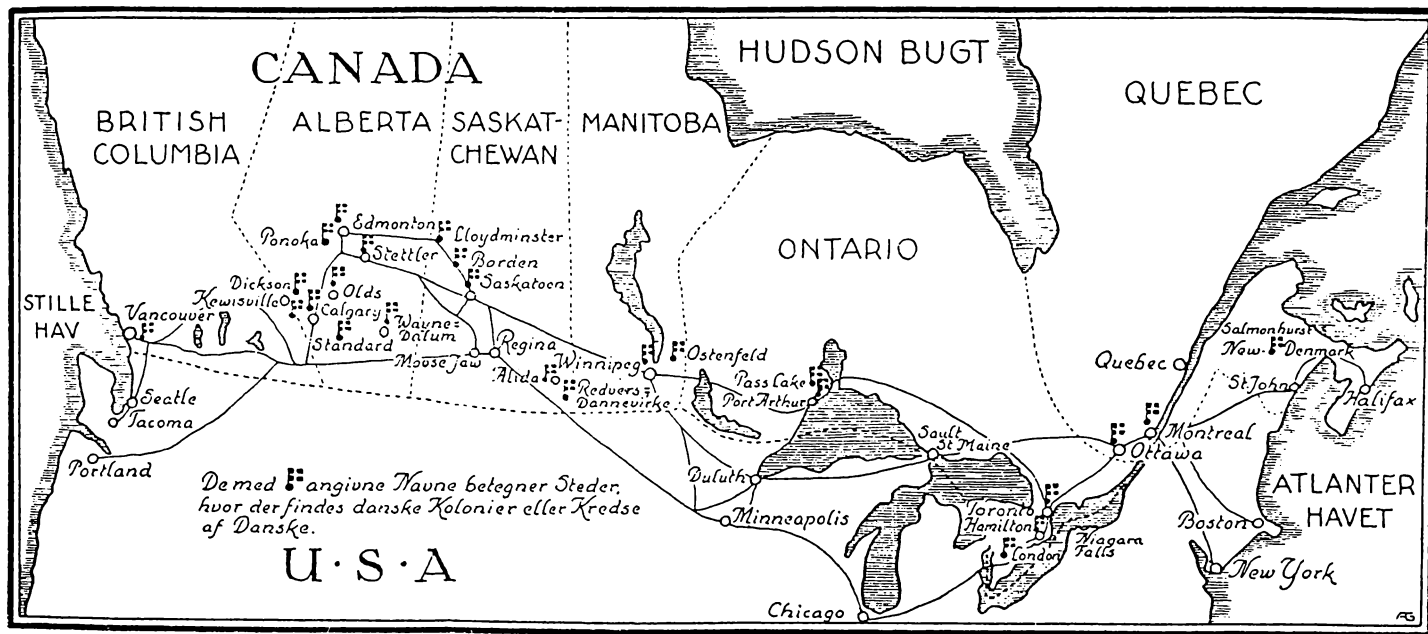 CANADA
HUDSON BUGT
QUEBEC
BRITISH
COLUMBIA
ALBERTA
SASKAT-
CHEWAN
MANITOBA
ONTARIO
STILLE
HAV
ATLANTER
HAVET
U·S·A
Edmonton
Ponoka
Stettler
Lloydminster
Borden
Saskatoen
Dickson
Kewisville
Olds
Calgary
Wayne=
Dalum
Standard
Vancouver
Moose Jaw
Regina
Alida
Redvers=
Dannevirke
Winnipeg
Ostenfeld
Pass Lake
Port Arthur
Seatle
Tacoma
Portland
Duluth
Minneapolis
Chicago
Sault
St Maine
Toronto
Hamilton
London
Niagara
Falls
Ottawa
Montreal
Quebec
Salmonhurst
New-Denmark
St John
Halifax
Boston
New York
De med angivne Navne betegner Steder,
hvor der findes danske Kolonier eller Kredse
af Danske.